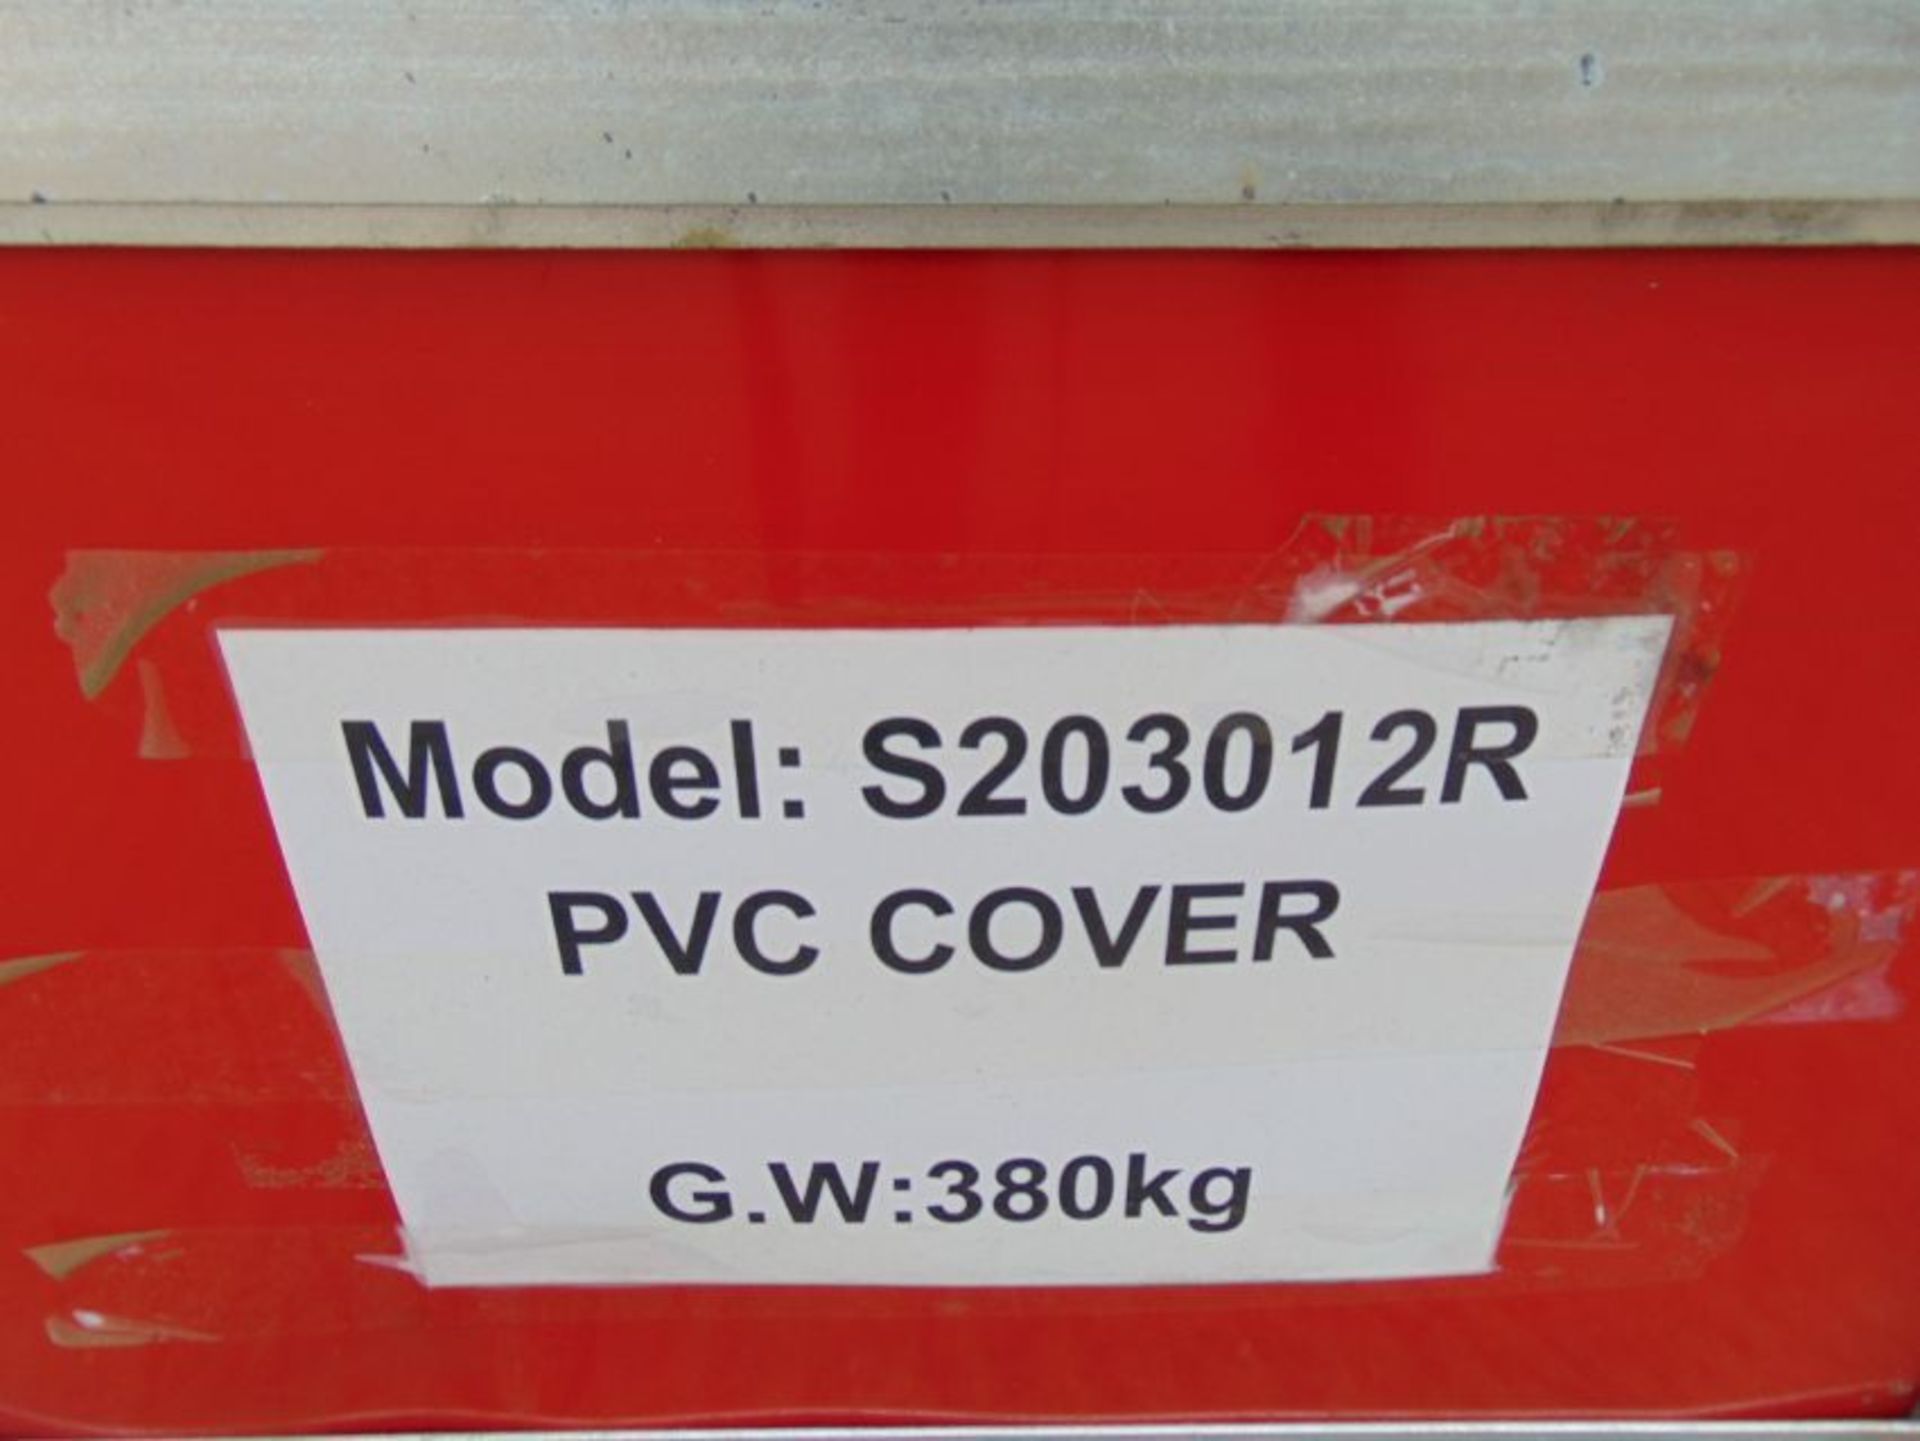 Model: S203012R
PVC COVER
G.W:380kg